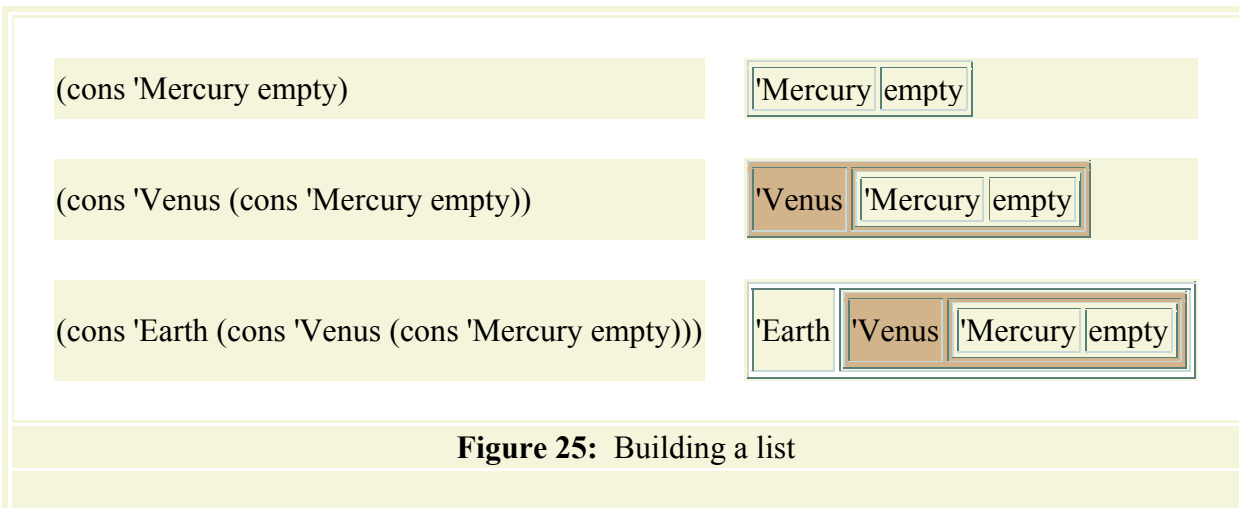 (cons 'Mercury empty) 'Mercury empty
(cons 'Venus (cons 'Mercury empty)) 'Venus 'Mercury empty
(cons 'Earth (cons 'Venus (cons 'Mercury empty))) 'Earth 'Venus 'Mercury empty
Figure 25: Building a list